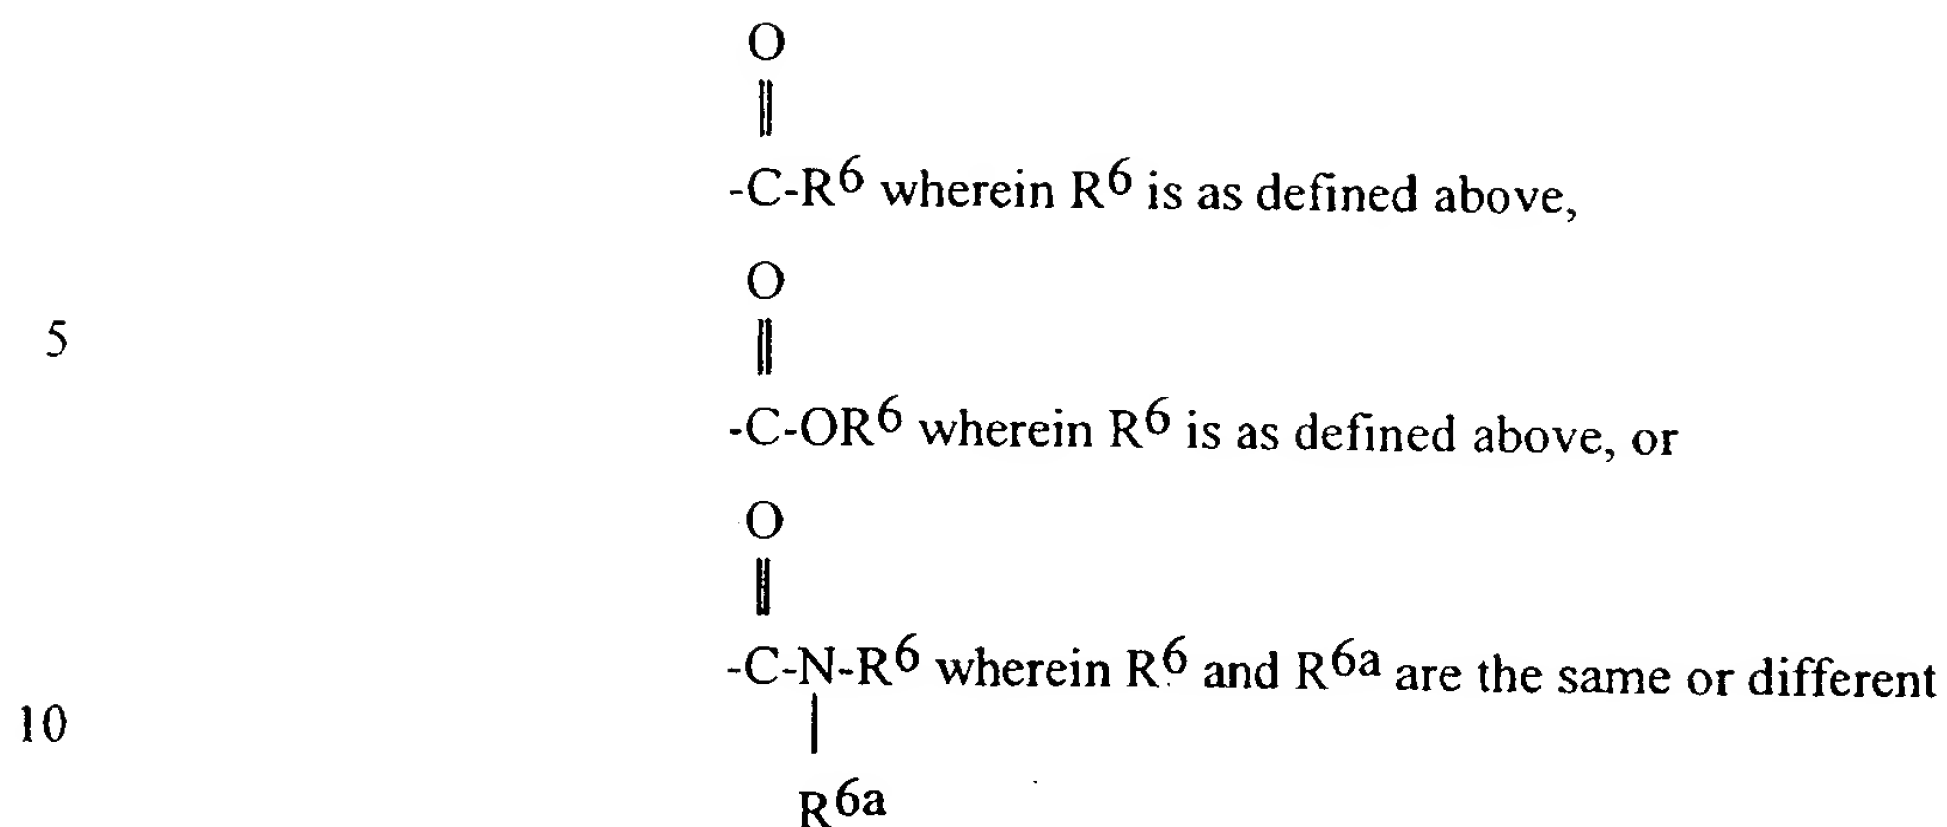 O
||
-C-R6 wherein R6 is as defined above,
O
5
||
-C-OR6 wherein R6 is as defined above, or
O
||
-C-N-R6 wherein R6 and R6a are the same or different
10
|
R6a